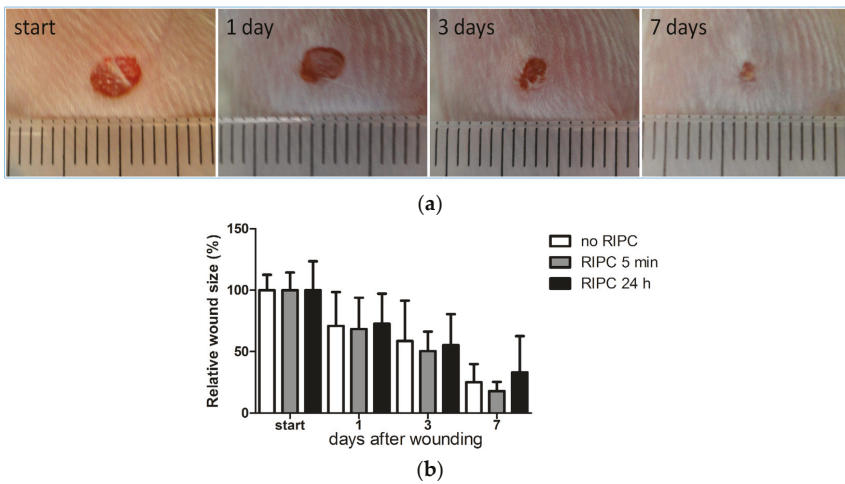 start 1 day 3 days 7 days
(a)
Relative wound size (%)
150
100
50
0
start 1 3 7
days after wounding
no RIPC
RIPC 5 min
RIPC 24 h
(b)